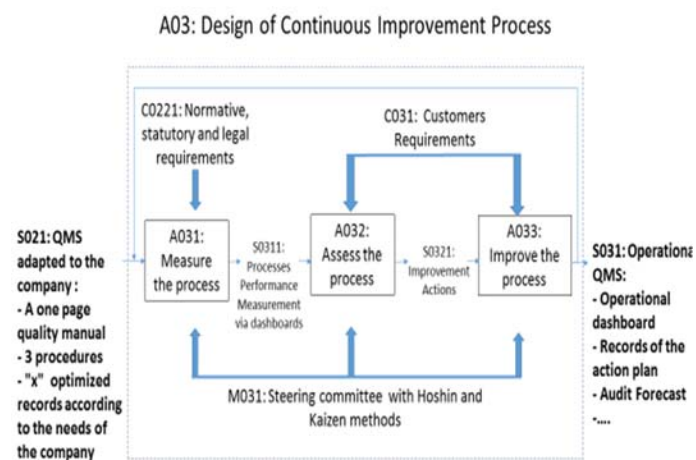 A03: Design of Continuous Improvement Process
C0221: Normative,
statutory and legal
requirements
C031: Customers
Requirements
S021: QMS
adapted to the
company :
- A one page
quality manual
- 3 procedures
- "x" optimized
records according
to the needs of
the company
A031:
Measure
the process
S0311:
Processes
Performance
Measurement
via dashboards
A032:
Assess the
process
S0321:
Improvement
Actions
A033:
Improve the
process
S031: Operationa
QMS:
- Operational
dashboard
- Records of the
action plan
- Audit Forecast
-....
M031: Steering committee with Hoshin and
Kaizen methods